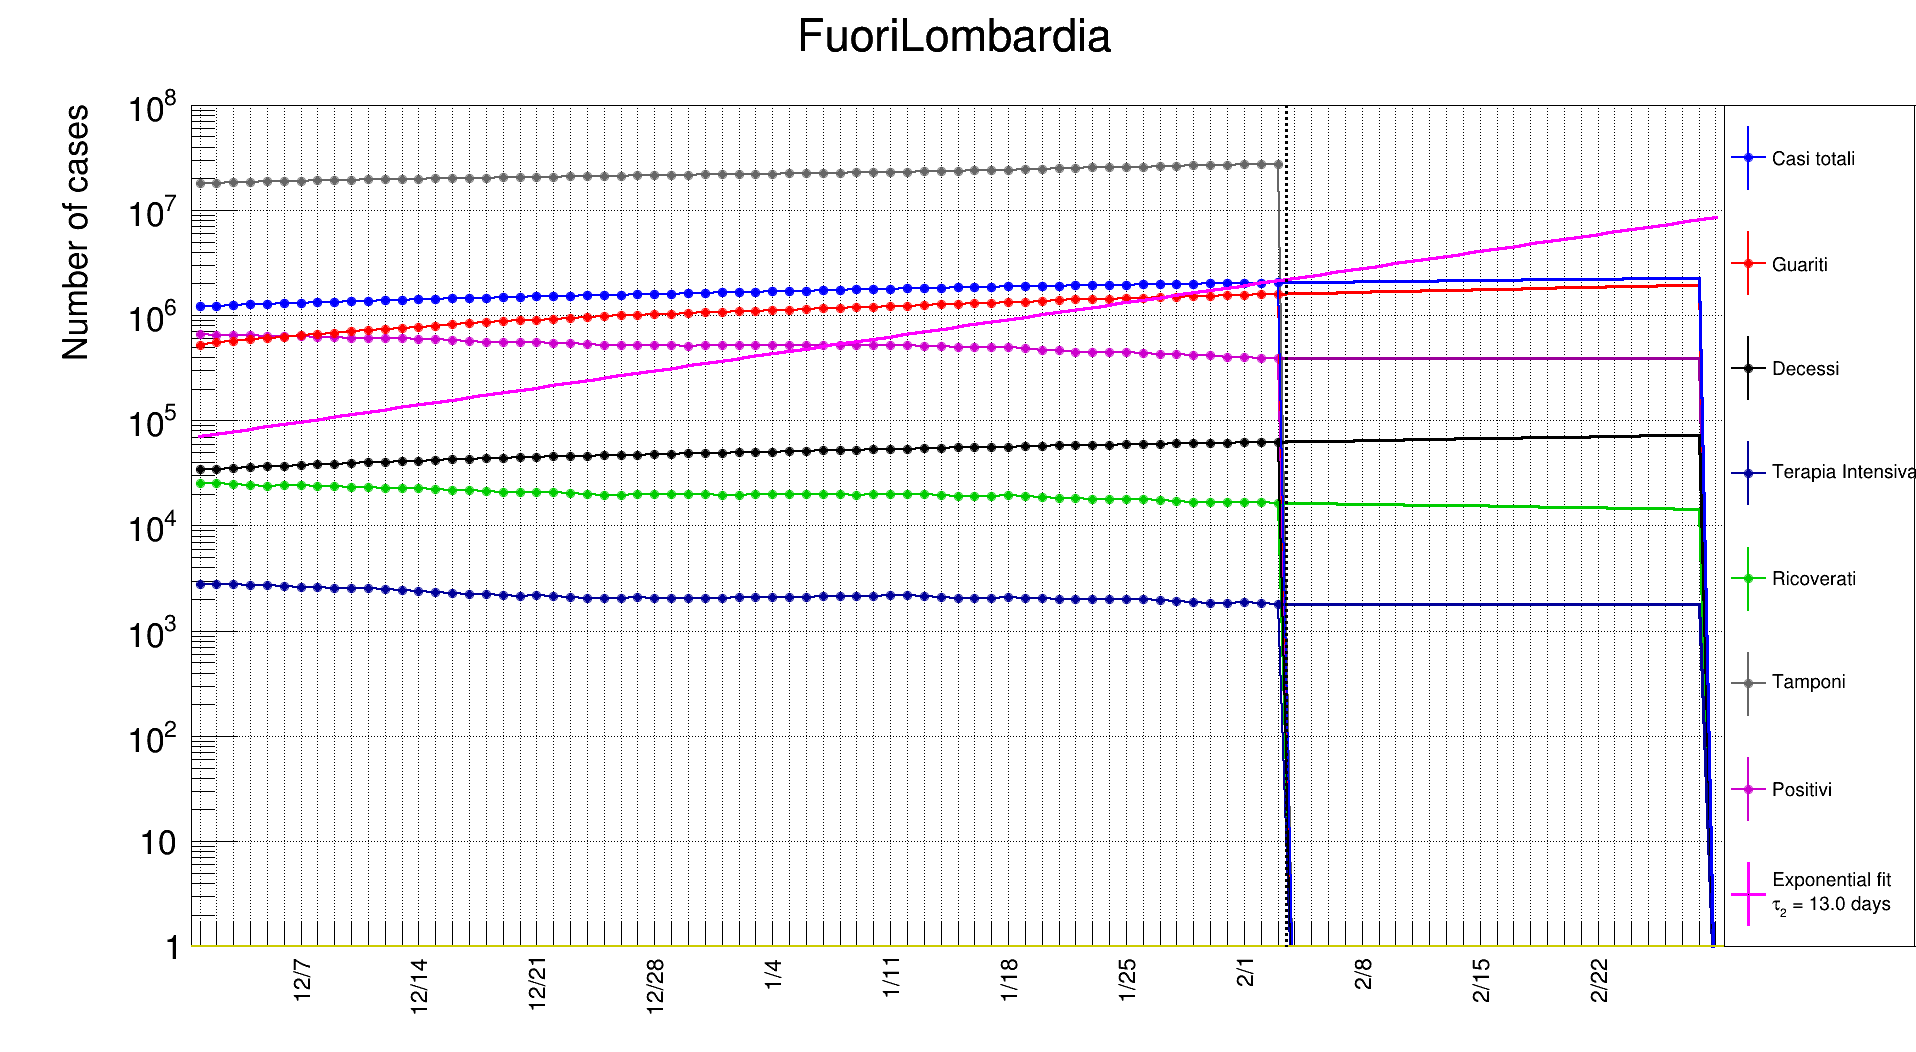 FuoriLombardia
Number of cases
10^8
10^7
10^6
10^5
10^4
10^3
10^2
10
1
12/7
12/14
12/21
12/28
1/4
1/11
1/18
1/25
2/1
2/8
2/15
2/22
Casi totali
Guariti
Decessi
Terapia Intensiva
Ricoverati
Tamponi
Positivi
Exponential fit
τ₂ = 13.0 days